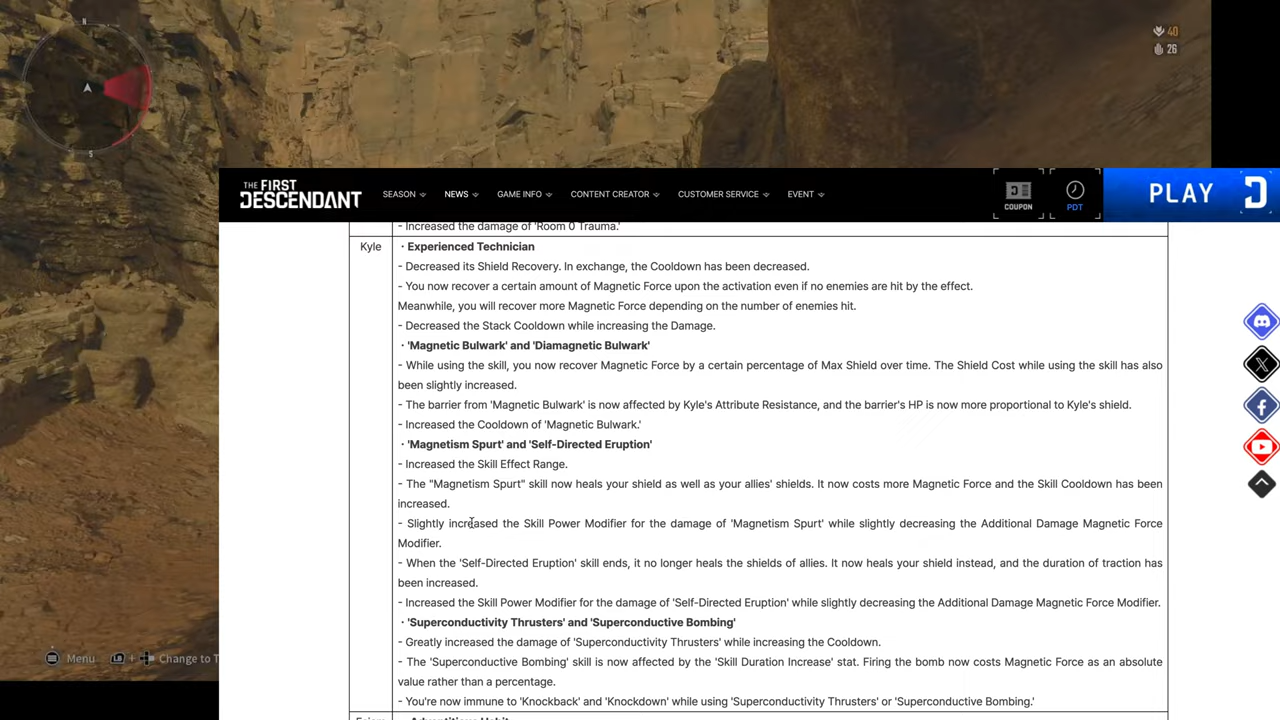 N
40
26
S
THE FIRST
DESCENDANT
SEASON
NEWS
GAME INFO
CONTENT CREATOR
CUSTOMER SERVICE
EVENT
COUPON
PDT
PLAY
- Increased the damage of 'Room 0 Trauma.'
Kyle
· Experienced Technician
- Decreased its Shield Recovery. In exchange, the Cooldown has been decreased.
- You now recover a certain amount of Magnetic Force upon the activation even if no enemies are hit by the effect.
Meanwhile, you will recover more Magnetic Force depending on the number of enemies hit.
- Decreased the Stack Cooldown while increasing the Damage.
· 'Magnetic Bulwark' and 'Diamagnetic Bulwark'
- While using the skill, you now recover Magnetic Force by a certain percentage of Max Shield over time. The Shield Cost while using the skill has also
been slightly increased.
- The barrier from 'Magnetic Bulwark' is now affected by Kyle's Attribute Resistance, and the barrier's HP is now more proportional to Kyle's shield.
- Increased the Cooldown of 'Magnetic Bulwark.'
· 'Magnetism Spurt' and 'Self-Directed Eruption'
- Increased the Skill Effect Range.
- The "Magnetism Spurt" skill now heals your shield as well as your allies' shields. It now costs more Magnetic Force and the Skill Cooldown has been
increased.
- Slightly increased the Skill Power Modifier for the damage of 'Magnetism Spurt' while slightly decreasing the Additional Damage Magnetic Force
Modifier.
- When the 'Self-Directed Eruption' skill ends, it no longer heals the shields of allies. It now heals your shield instead, and the duration of traction has
been increased.
- Increased the Skill Power Modifier for the damage of 'Self-Directed Eruption' while slightly decreasing the Additional Damage Magnetic Force Modifier.
· 'Superconductivity Thrusters' and 'Superconductive Bombing'
- Greatly increased the damage of 'Superconductivity Thrusters' while increasing the Cooldown.
- The 'Superconductive Bombing' skill is now affected by the 'Skill Duration Increase' stat. Firing the bomb now costs Magnetic Force as an absolute
value rather than a percentage.
- You're now immune to 'Knockback' and 'Knockdown' while using 'Superconductivity Thrusters' or 'Superconductive Bombing.'
Menu
LB + Change to T